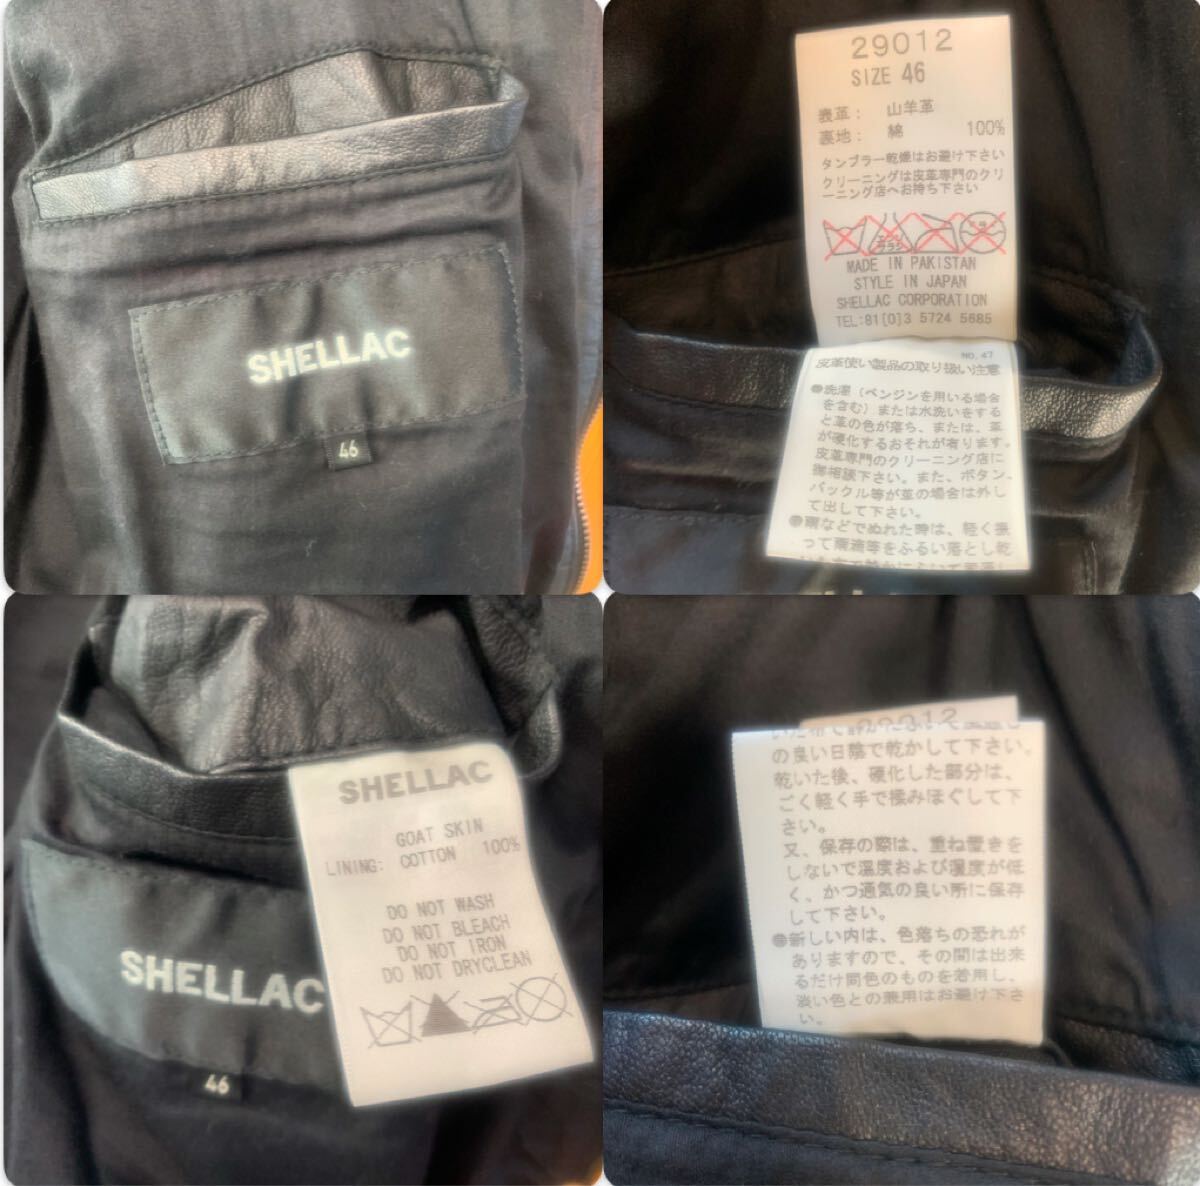 SHELLAC
46
29012
SIZE 46
表革： 山羊革
裏地： 綿 100%
タンブラー乾燥はお避け下さい
クリーニングは皮革専門のクリ
ーニング店へお持ち下さい
MADE IN PAKISTAN
STYLE IN JAPAN
SHELLAC CORPORATION
TEL:81[0]3 5724 5685
NO.47
皮革使い製品の取り扱い注意
●洗濯（ベンジンを用いる場合
を含む）または水洗いをする
と革の色が落ち、または、革
が硬化するおそれが有ります。
皮革専門のクリーニング店に
御相談下さい。また、ボタン、
バックル等が革の場合は外し
て出して下さい。
●雨などでぬれた時は、軽く振
って雨滴等をふるい落とし乾
SHELLAC
GOAT SKIN
LINING: COTTON 100%
DO NOT WASH
DO NOT BLEACH
DO NOT IRON
DO NOT DRYCLEAN
SHELLAC
46
29012
の良い日陰で乾かして下さい。
乾いた後、硬化した部分は、
ごく軽く手で揉みほぐして下
さい。
又、保存の際は、重ね置きを
しないで温度および湿度が低
く、かつ通気の良い所に保存
して下さい。
●新しい内は、色落ちの恐れが
ありますので、その間は出来
るだけ同色のものを着用し、
淡い色との兼用はお避け下さ
い。